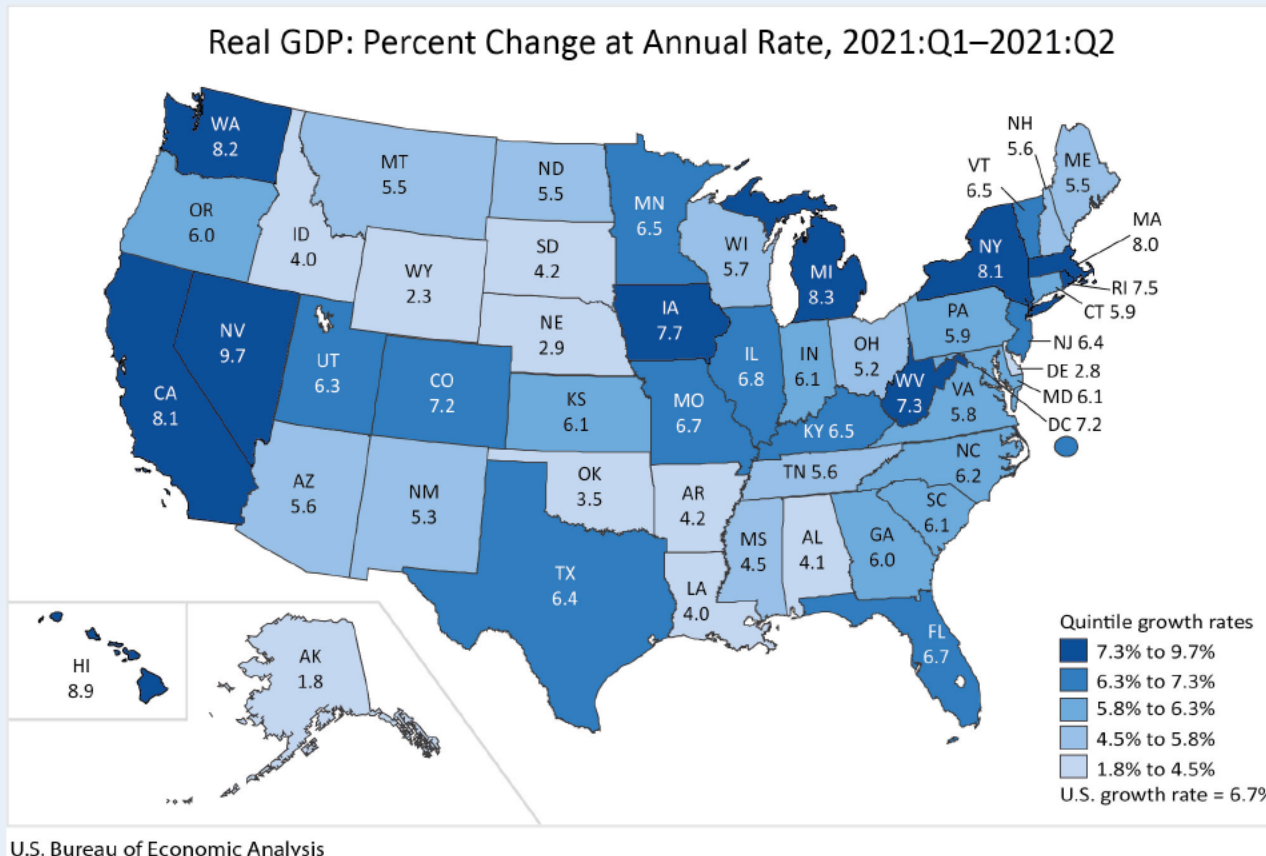 Real GDP: Percent Change at Annual Rate, 2021:Q1–2021:Q2
WA
8.2
MT
5.5
ND
5.5
MN
6.5
NH
5.6
VT
6.5
ME
5.5
OR
6.0
ID
4.0
WY
2.3
SD
4.2
WI
5.7
MI
8.3
NY
8.1
MA
8.0
RI 7.5
CT 5.9
NV
9.7
UT
6.3
CO
7.2
NE
2.9
IA
7.7
IL
6.8
IN
6.1
OH
5.2
PA
5.9
NJ 6.4
DE 2.8
MD 6.1
DC 7.2
CA
8.1
KS
6.1
MO
6.7
KY 6.5
WV
7.3
VA
5.8
AZ
5.6
NM
5.3
OK
3.5
AR
4.2
TN 5.6
NC
6.2
SC
6.1
TX
6.4
LA
4.0
MS
4.5
AL
4.1
GA
6.0
FL
6.7
HI
8.9
AK
1.8
Quintile growth rates
7.3% to 9.7%
6.3% to 7.3%
5.8% to 6.3%
4.5% to 5.8%
1.8% to 4.5%
U.S. growth rate = 6.7%
U.S. Bureau of Economic Analysis